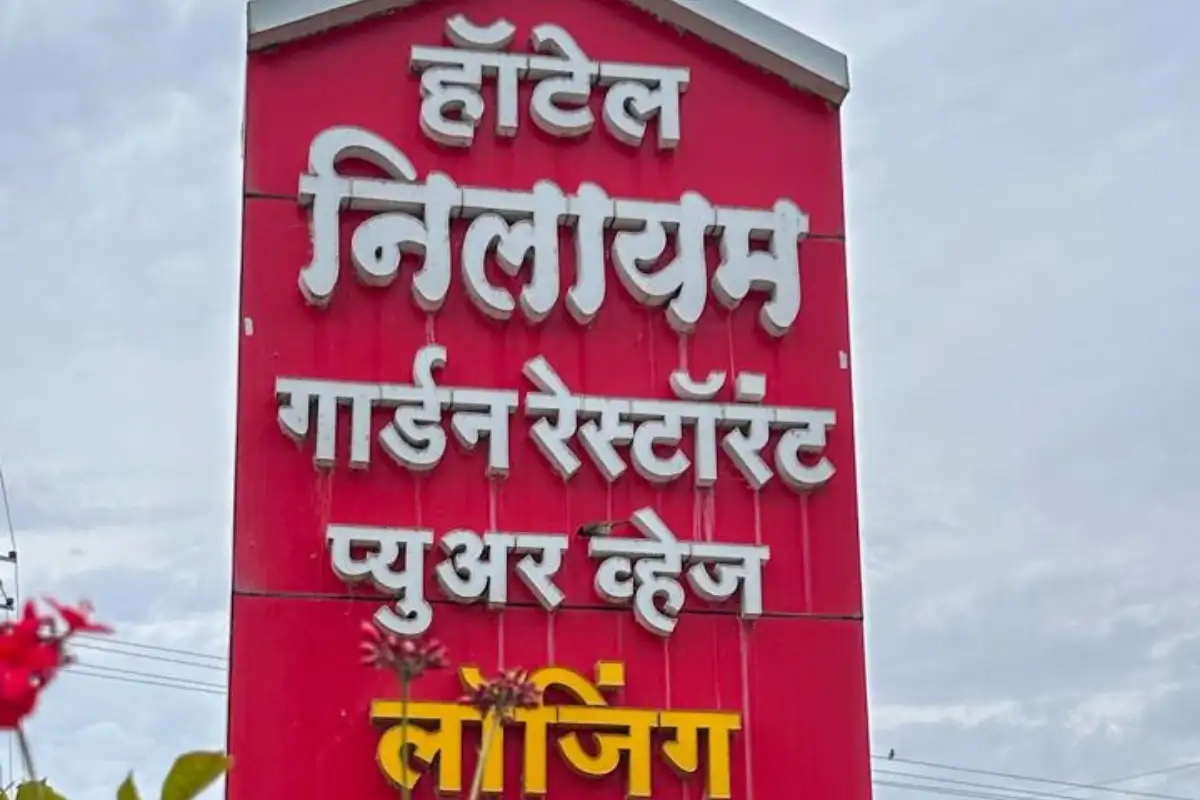 हॉटेल
निलायम
गार्डन रेस्टॉरंट
प्युअर व्हेज
लॉजिंग